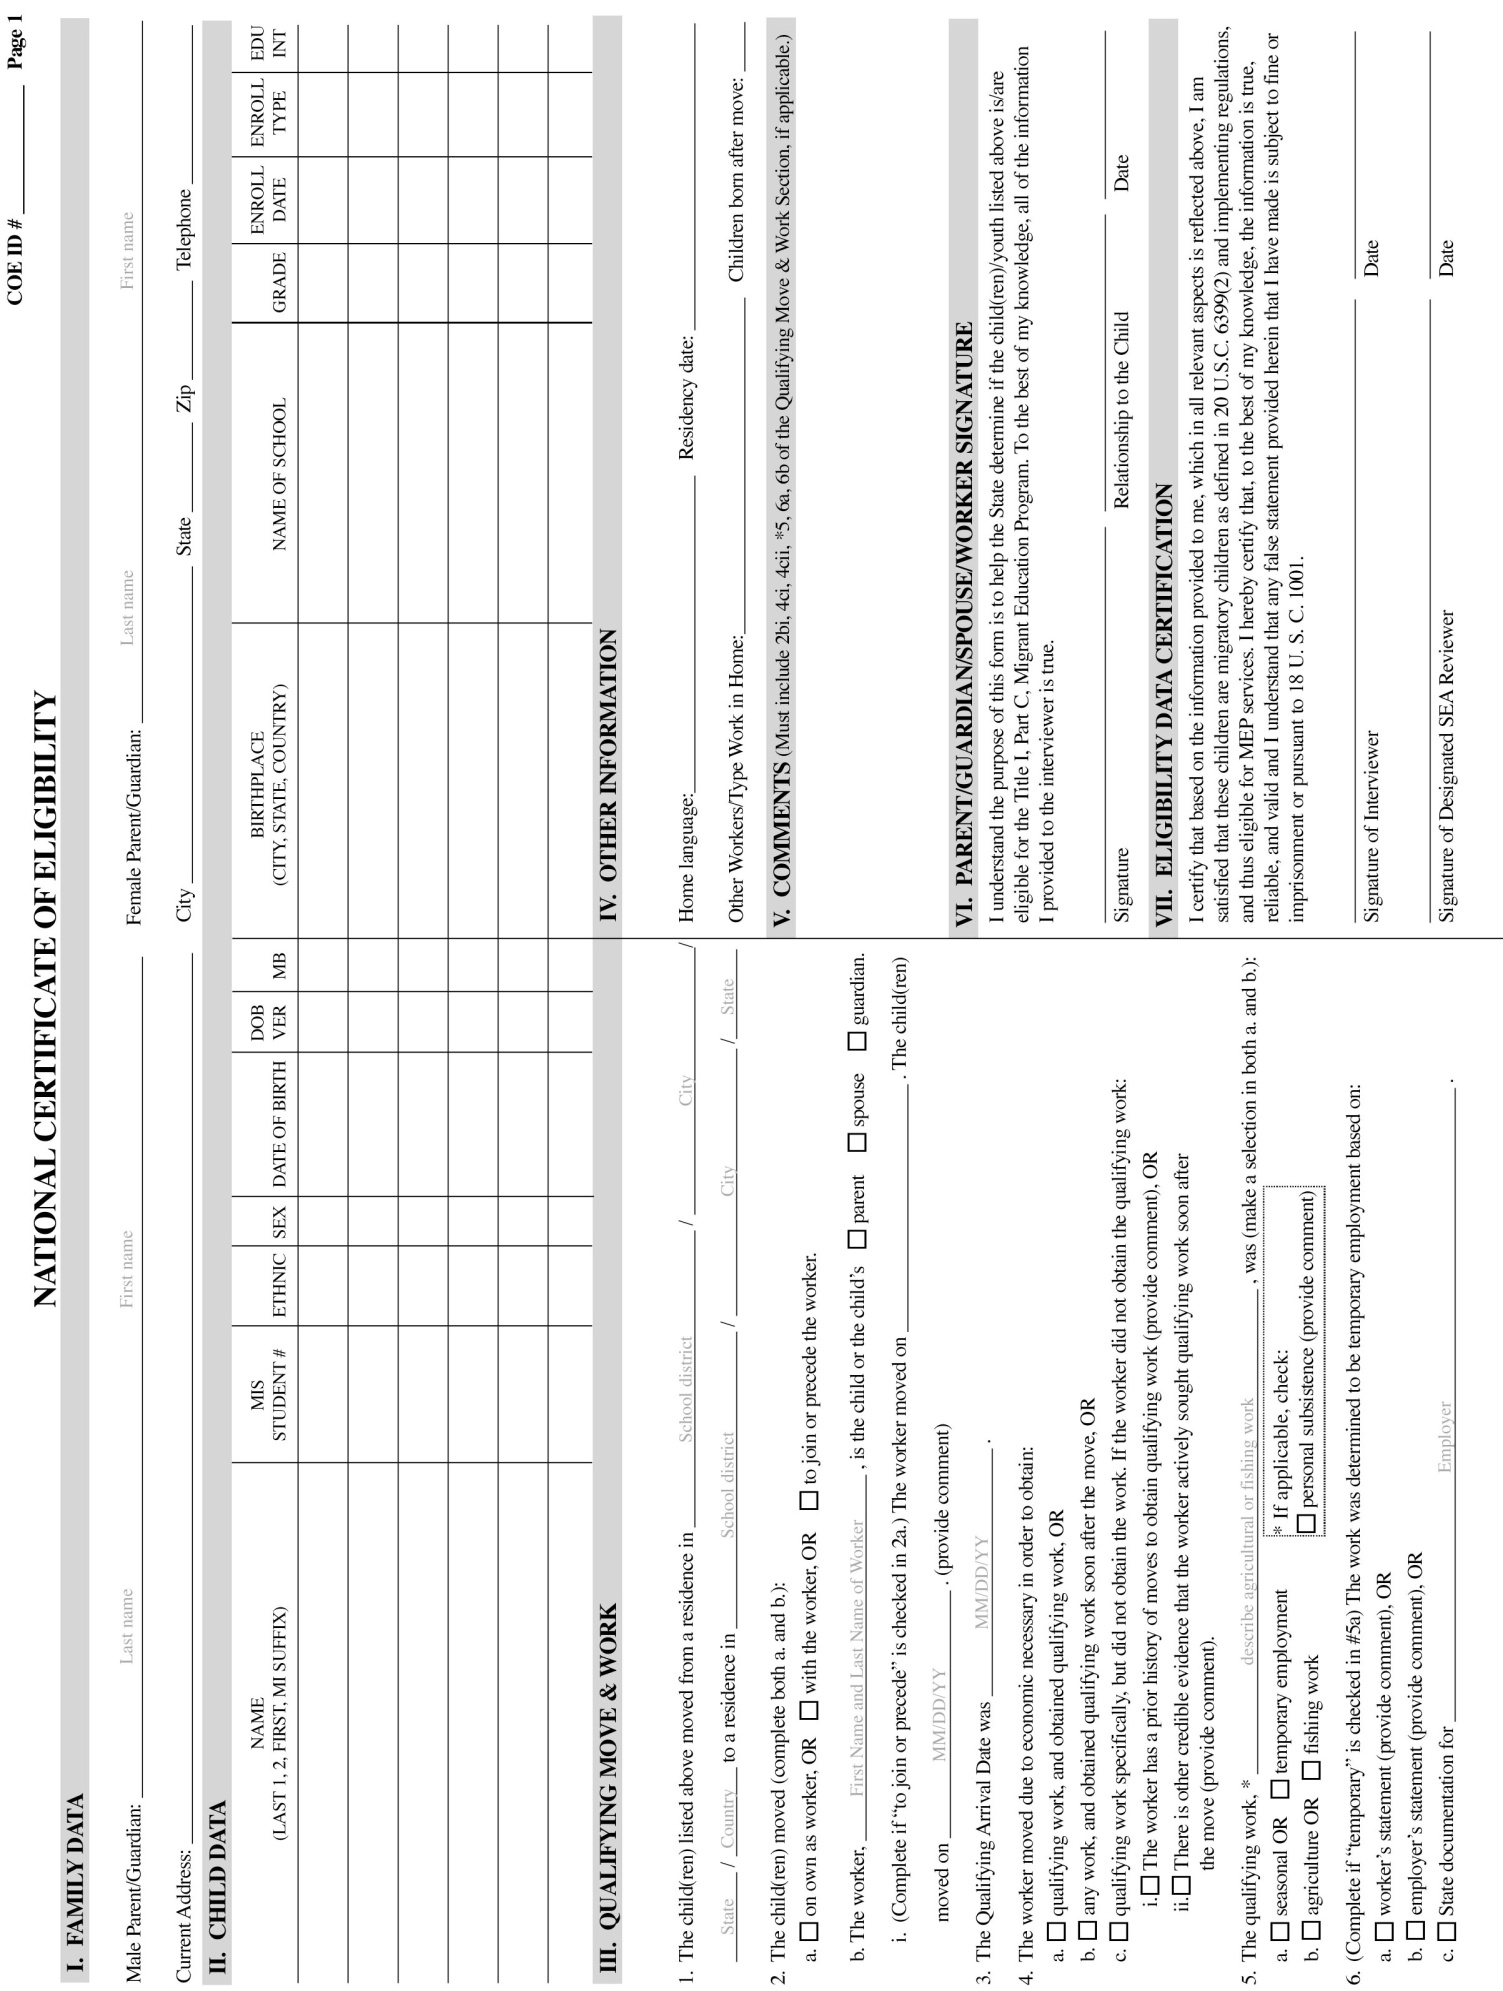 COE ID # ________ Page 1
NATIONAL CERTIFICATE OF ELIGIBILITY
I. FAMILY DATA
Last name First name Last name First name
Male Parent/Guardian: ________ Female Parent/Guardian: ________
Current Address: ________ City ________ State ________ Zip ________ Telephone ________
II. CHILD DATA
NAME
(LAST 1, 2, FIRST, MI SUFFIX)
MIS
STUDENT #
ETHNIC
SEX
DATE OF BIRTH
DOB
VER
MB
BIRTHPLACE
(CITY, STATE, COUNTRY)
NAME OF SCHOOL
GRADE
ENROLL
DATE
ENROLL
TYPE
EDU
INT
III. QUALIFYING MOVE & WORK
1. The child(ren) listed above moved from a residence in ________ School district / ________ City /
State / Country to a residence in ________ School district / ________ City / State
2. The child(ren) moved (complete both a. and b.):
a. ☐ on own as worker, OR ☐ with the worker, OR ☐ to join or precede the worker.
b. The worker, First Name and Last Name of Worker, is the child or the child's ☐ parent ☐ spouse ☐ guardian.
i. (Complete if “to join or precede” is checked in 2a.) The worker moved on ________. The child(ren)
moved on MM/DD/YY. (provide comment)
3. The Qualifying Arrival Date was MM/DD/YY.
4. The worker moved due to economic necessary in order to obtain:
a. ☐ qualifying work, and obtained qualifying work, OR
b. ☐ any work, and obtained qualifying work soon after the move, OR
c. ☐ qualifying work specifically, but did not obtain the work. If the worker did not obtain the qualifying work:
i. ☐ The worker has a prior history of moves to obtain qualifying work (provide comment), OR
ii. ☐ There is other credible evidence that the worker actively sought qualifying work soon after
the move (provide comment).
5. The qualifying work, * describe agricultural or fishing work, was (make a selection in both a. and b.):
a. ☐ seasonal OR ☐ temporary employment
b. ☐ agriculture OR ☐ fishing work
* If applicable, check:
☐ personal subsistence (provide comment)
6. (Complete if “temporary” is checked in #5a) The work was determined to be temporary employment based on:
a. ☐ worker's statement (provide comment), OR
b. ☐ employer's statement (provide comment), OR
c. ☐ State documentation for ________ Employer.
IV. OTHER INFORMATION
Home language: ________ Residency date: ________
Other Workers/Type Work in Home: ________ Children born after move: ____
V. COMMENTS (Must include 2bi, 4ci, 4cii, *5, 6a, 6b of the Qualifying Move & Work Section, if applicable.)
VI. PARENT/GUARDIAN/SPOUSE/WORKER SIGNATURE
I understand the purpose of this form is to help the State determine if the child(ren)/youth listed above is/are
eligible for the Title I, Part C, Migrant Education Program. To the best of my knowledge, all of the information
I provided to the interviewer is true.
Signature Relationship to the Child Date
VII. ELIGIBILITY DATA CERTIFICATION
I certify that based on the information provided to me, which in all relevant aspects is reflected above, I am
satisfied that these children are migratory children as defined in 20 U.S.C. 6399(2) and implementing regulations,
and thus eligible for MEP services. I hereby certify that, to the best of my knowledge, the information is true,
reliable, and valid and I understand that any false statement provided herein that I have made is subject to fine or
imprisonment or pursuant to 18 U. S. C. 1001.
Signature of Interviewer Date
Signature of Designated SEA Reviewer Date